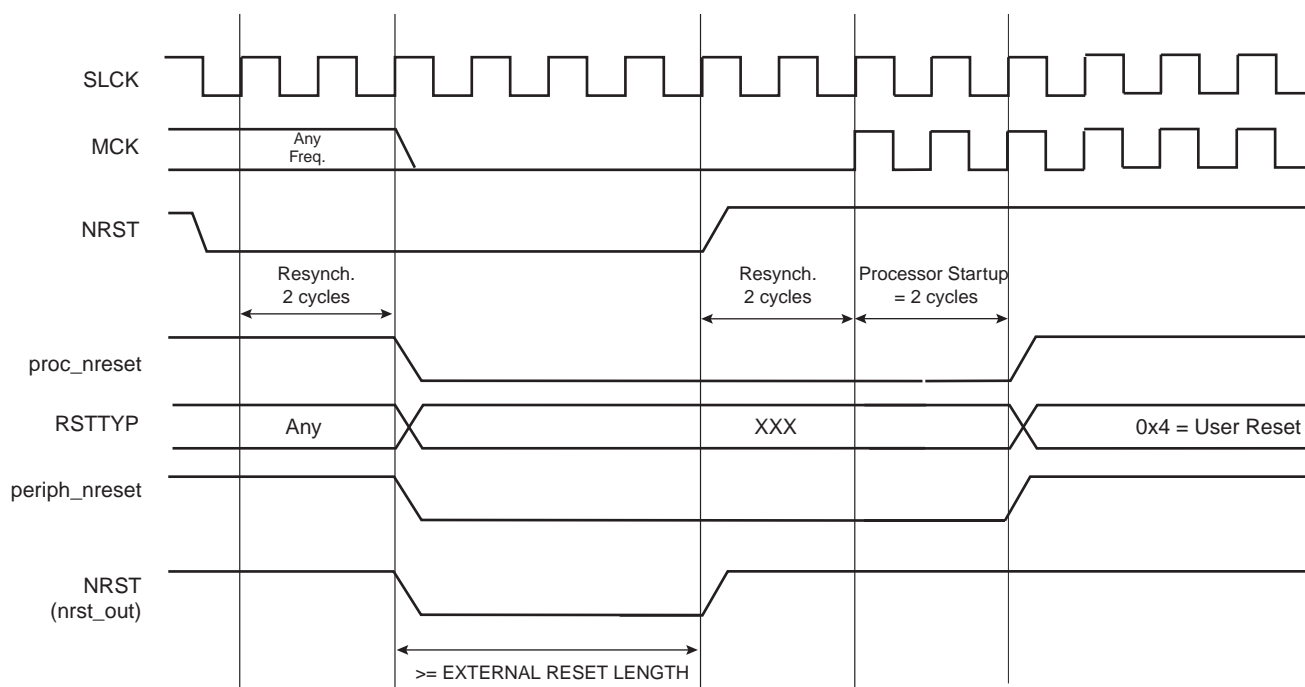 SLCK
MCK
Any
Freq.
NRST
Resynch.
2 cycles
Resynch.
2 cycles
Processor Startup
= 2 cycles
proc_nreset
RSTTYP
Any
XXX
0x4 = User Reset
periph_nreset
NRST
(nrst_out)
>= EXTERNAL RESET LENGTH